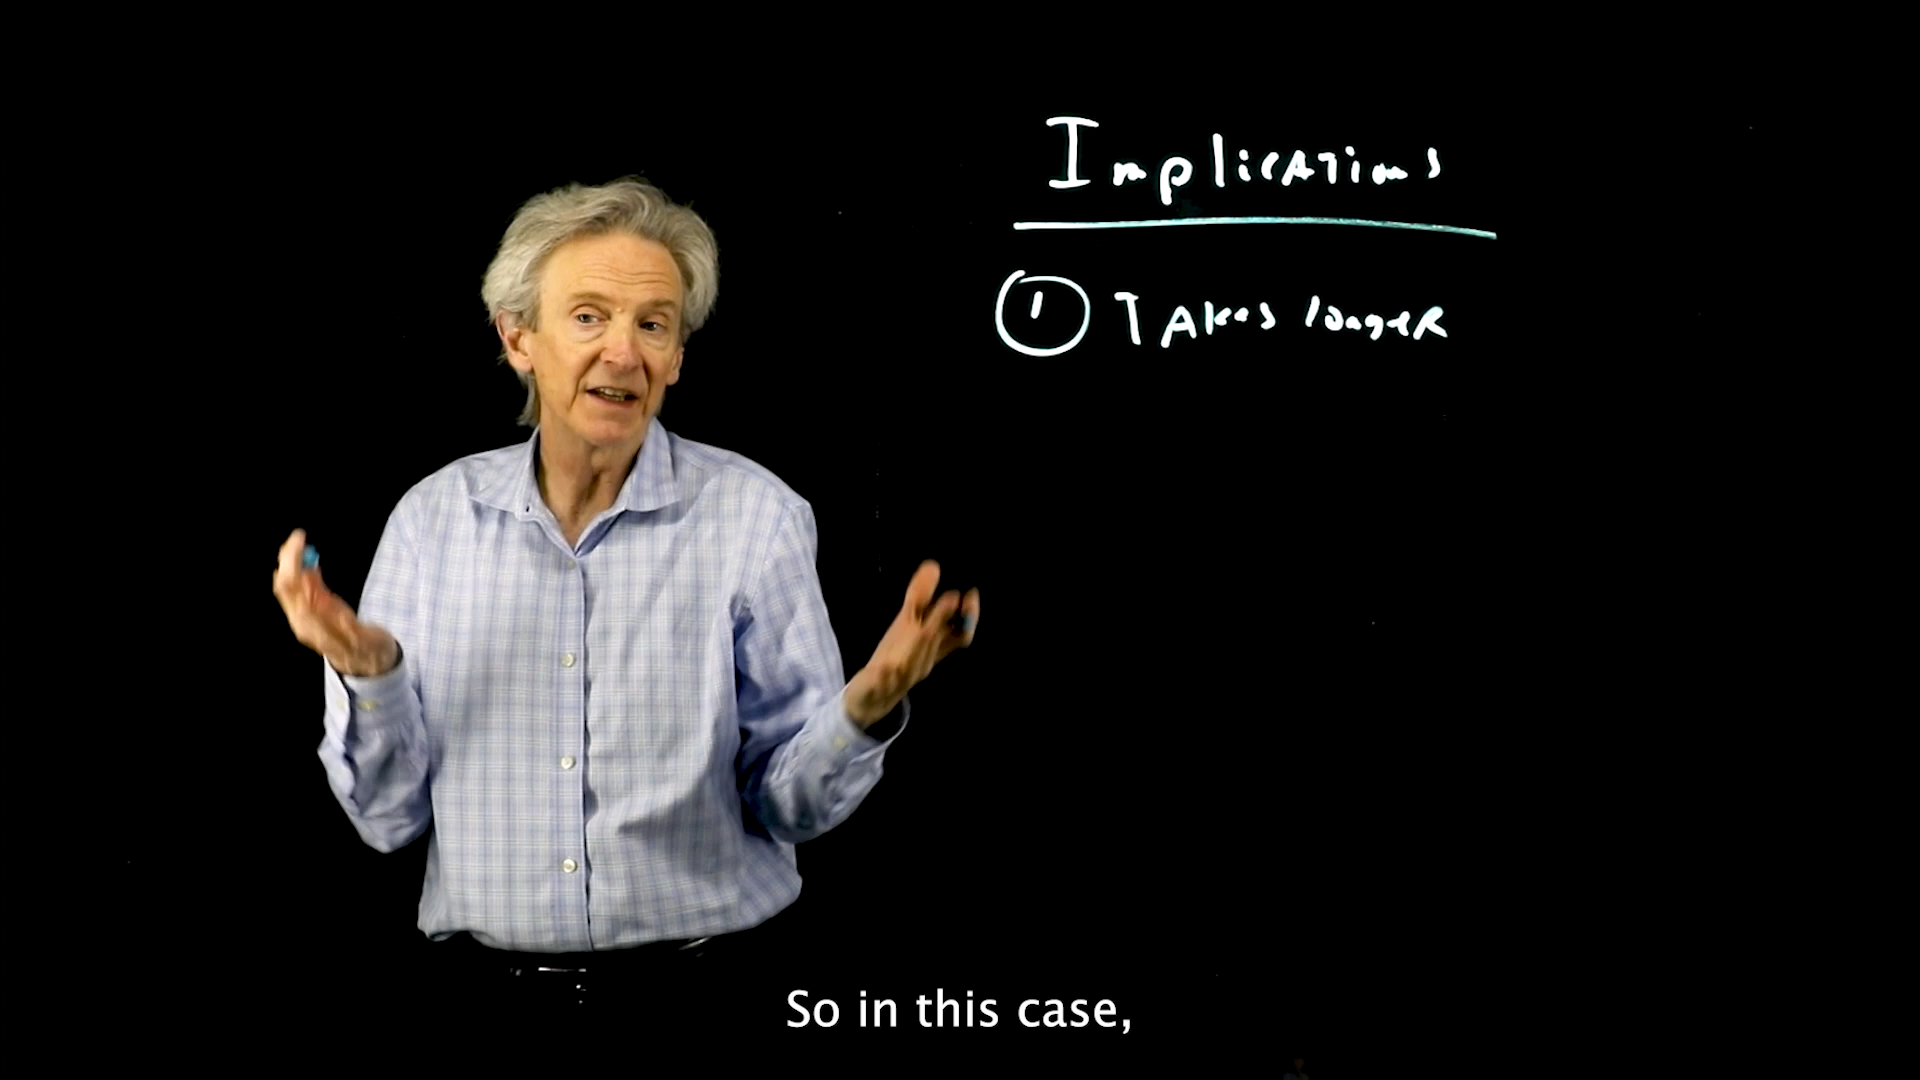 Implications
① Takes longer
So in this case,